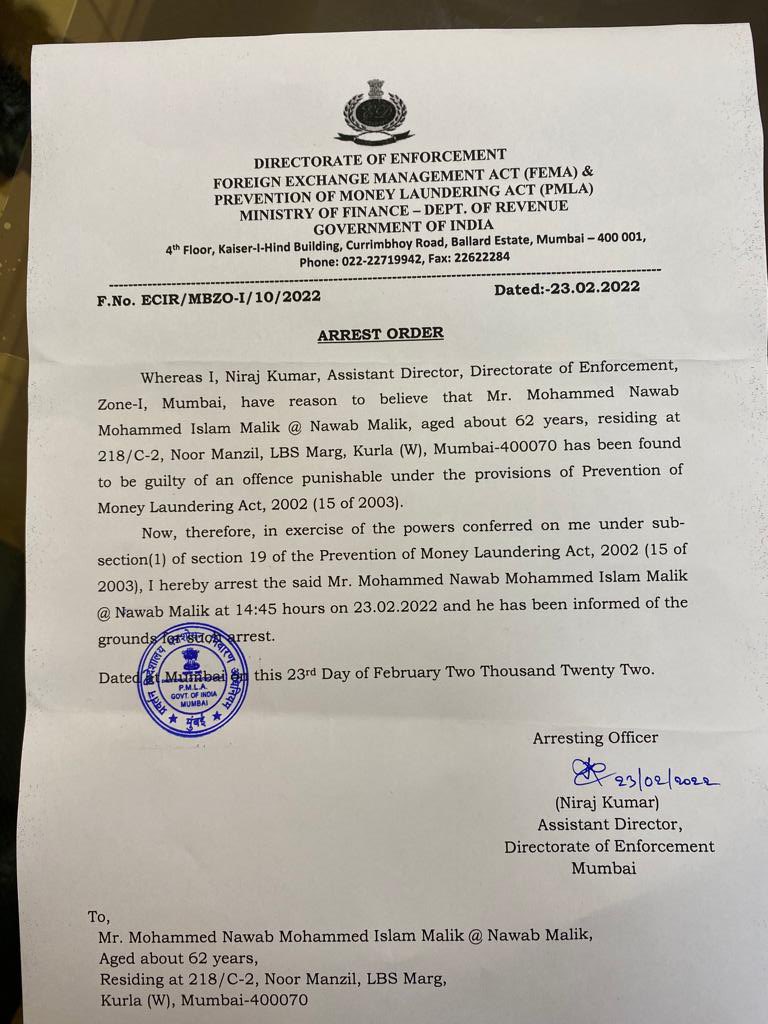 DIRECTORATE OF ENFORCEMENT
FOREIGN EXCHANGE MANAGEMENT ACT (FEMA) &
PREVENTION OF MONEY LAUNDERING ACT (PMLA)
MINISTRY OF FINANCE – DEPT. OF REVENUE
GOVERNMENT OF INDIA
4th Floor, Kaiser-I-Hind Building, Currimbhoy Road, Ballard Estate, Mumbai – 400 001,
Phone: 022-22719942, Fax: 22622284
F.No. ECIR/MBZO-I/10/2022 Dated:-23.02.2022
ARREST ORDER
Whereas I, Niraj Kumar, Assistant Director, Directorate of Enforcement,
Zone-I, Mumbai, have reason to believe that Mr. Mohammed Nawab
Mohammed Islam Malik @ Nawab Malik, aged about 62 years, residing at
218/C-2, Noor Manzil, LBS Marg, Kurla (W), Mumbai-400070 has been found
to be guilty of an offence punishable under the provisions of Prevention of
Money Laundering Act, 2002 (15 of 2003).
Now, therefore, in exercise of the powers conferred on me under sub-
section(1) of section 19 of the Prevention of Money Laundering Act, 2002 (15 of
2003), I hereby arrest the said Mr. Mohammed Nawab Mohammed Islam Malik
@ Nawab Malik at 14:45 hours on 23.02.2022 and he has been informed of the
grounds for such arrest.
Dated at Mumbai on this 23rd Day of February Two Thousand Twenty Two.
P.M.L.A.
GOVT. OF INDIA
MUMBAI
मुंबई
Arresting Officer
23/02/2022
(Niraj Kumar)
Assistant Director,
Directorate of Enforcement
Mumbai
To,
Mr. Mohammed Nawab Mohammed Islam Malik @ Nawab Malik,
Aged about 62 years,
Residing at 218/C-2, Noor Manzil, LBS Marg,
Kurla (W), Mumbai-400070